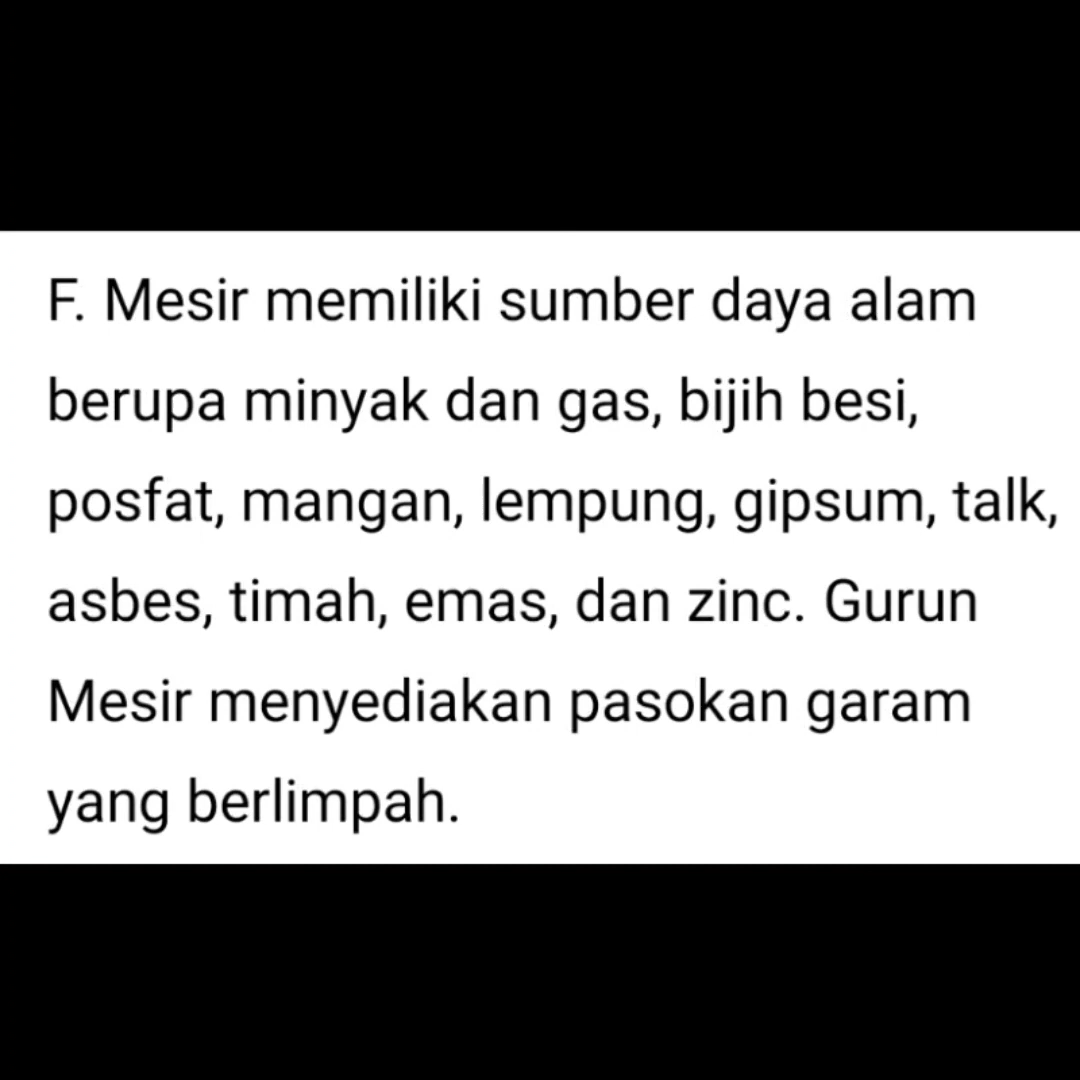 F. Mesir memiliki sumber daya alam
berupa minyak dan gas, bijih besi,
posfat, mangan, lempung, gipsum, talk,
asbes, timah, emas, dan zinc. Gurun
Mesir menyediakan pasokan garam
yang berlimpah.